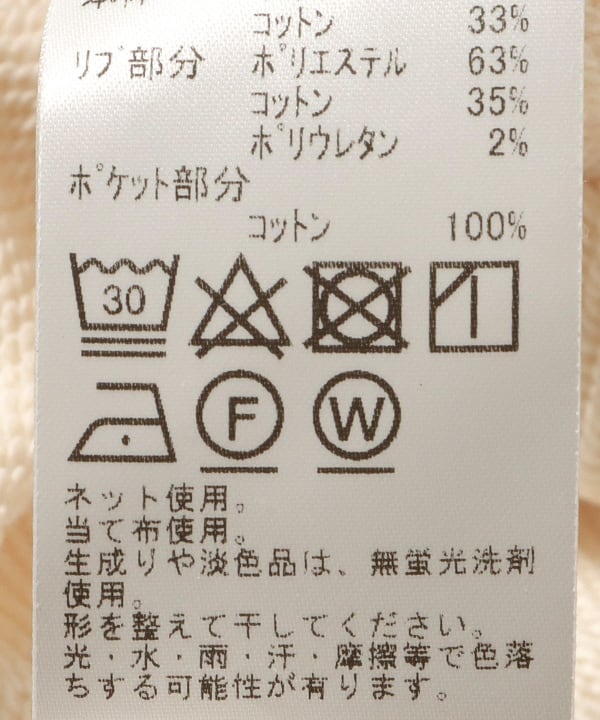 コットン 33%
リブ部分 ポリエステル 63%
コットン 35%
ポリウレタン 2%
ポケット部分
コットン 100%
30
F W
ネット使用。
当て布使用。
生成りや淡色品は、無蛍光洗剤
使用。
形を整えて干してください。
光・水・雨・汗・摩擦等で色落
ちする可能性が有ります。